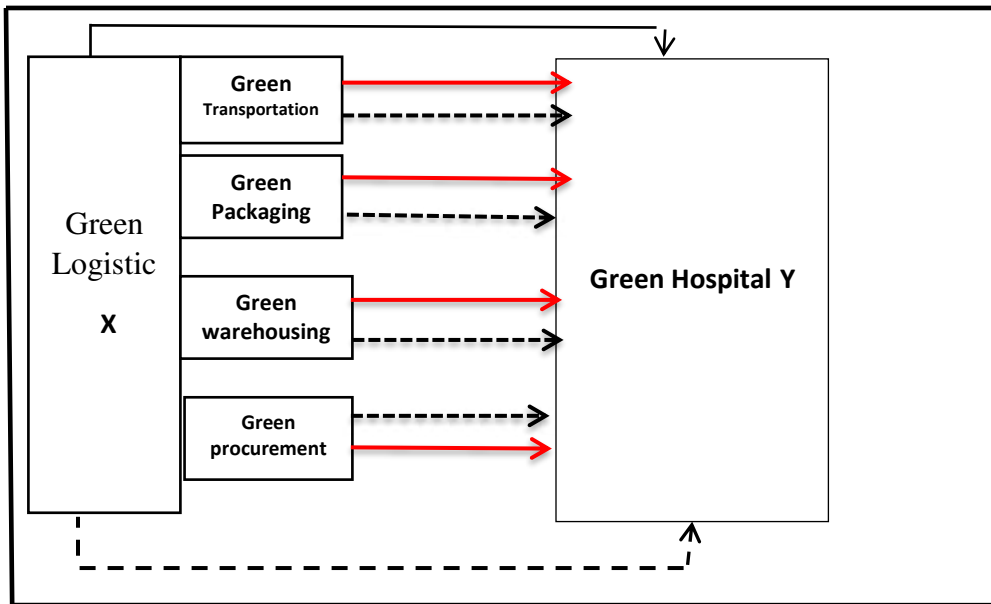 Green
Logistic
X
Green
Transportation
Green
Packaging
Green
warehousing
Green
procurement
Green Hospital Y